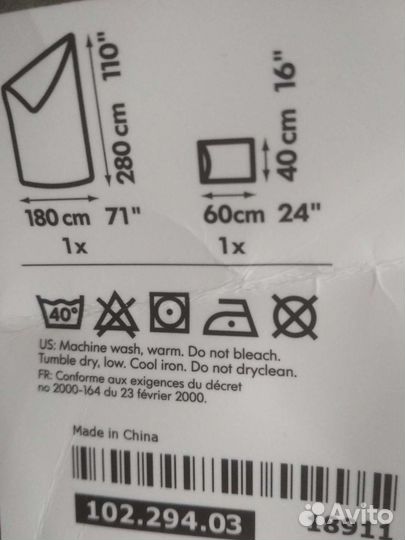 280 cm 110"
180 cm 71"
1x
40 cm 16"
60cm 24"
1x
40°
US: Machine wash, warm. Do not bleach.
Tumble dry, low. Cool iron. Do not dryclean.
FR: Conforme aux exigences du décret
no 2000-164 du 23 février 2000.
Made in China
102.294.03
18911
Avito